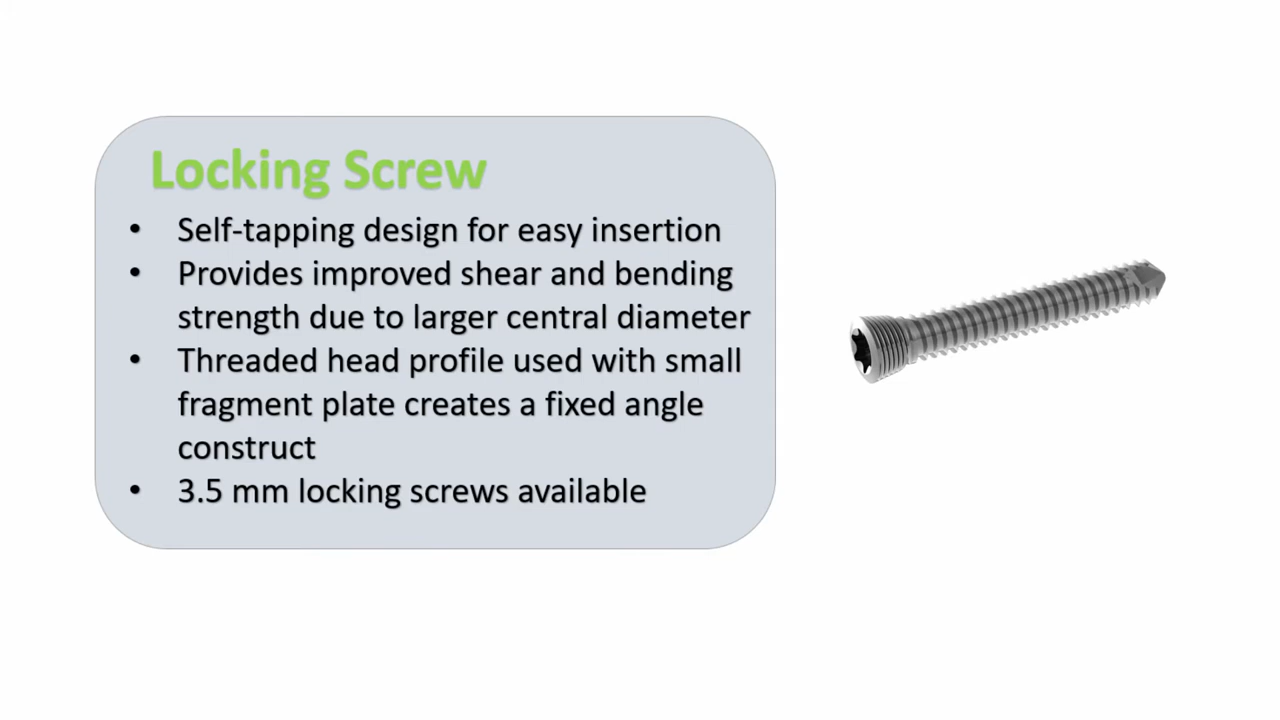 Locking Screw
• Self-tapping design for easy insertion
• Provides improved shear and bending
strength due to larger central diameter
• Threaded head profile used with small
fragment plate creates a fixed angle
construct
• 3.5 mm locking screws available